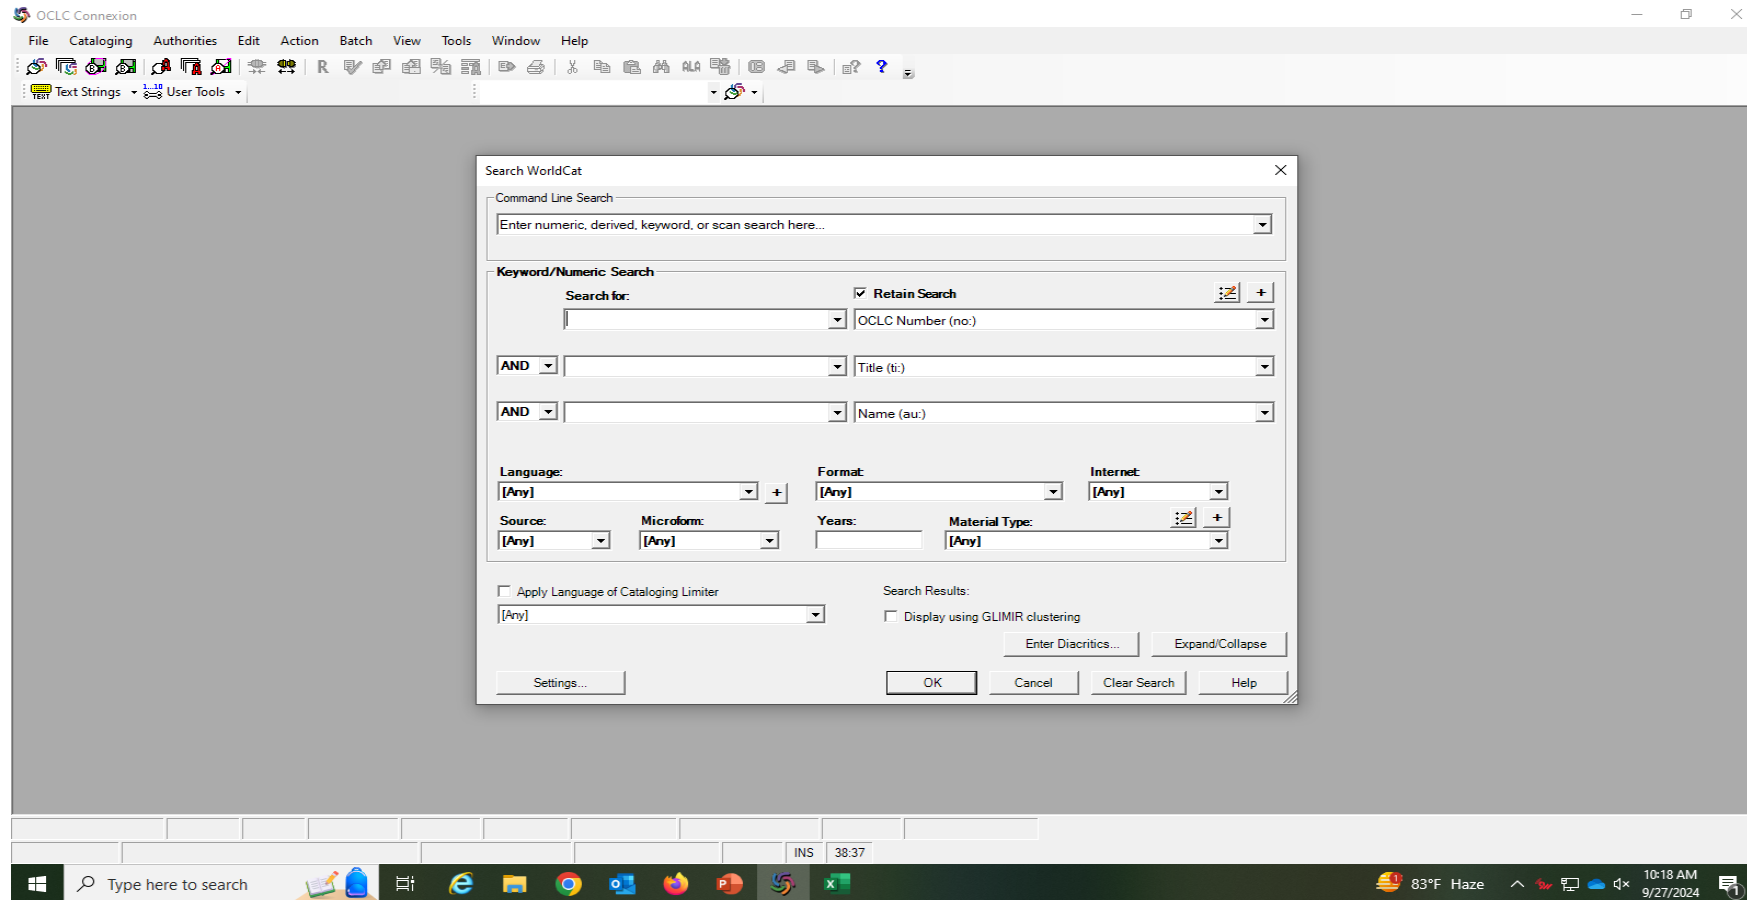 OCLC Connexion
File Cataloging Authorities Edit Action Batch View Tools Window Help
Text Strings User Tools
Search WorldCat
Command Line Search
Enter numeric, derived, keyword, or scan search here...
Keyword/Numeric Search
Search for: Retain Search
OCLC Number (no:)
AND Title (ti:)
AND Name (au:)
Language: Format: Internet:
[Any] [Any] [Any]
Source: Microform: Years: Material Type:
[Any] [Any] [Any]
Apply Language of Cataloging Limiter Search Results:
[Any] Display using GLIMIR clustering
Enter Diacritics... Expand/Collapse
Settings... OK Cancel Clear Search Help
INS 38:37
Type here to search 83°F Haze 10:18 AM
9/27/2024